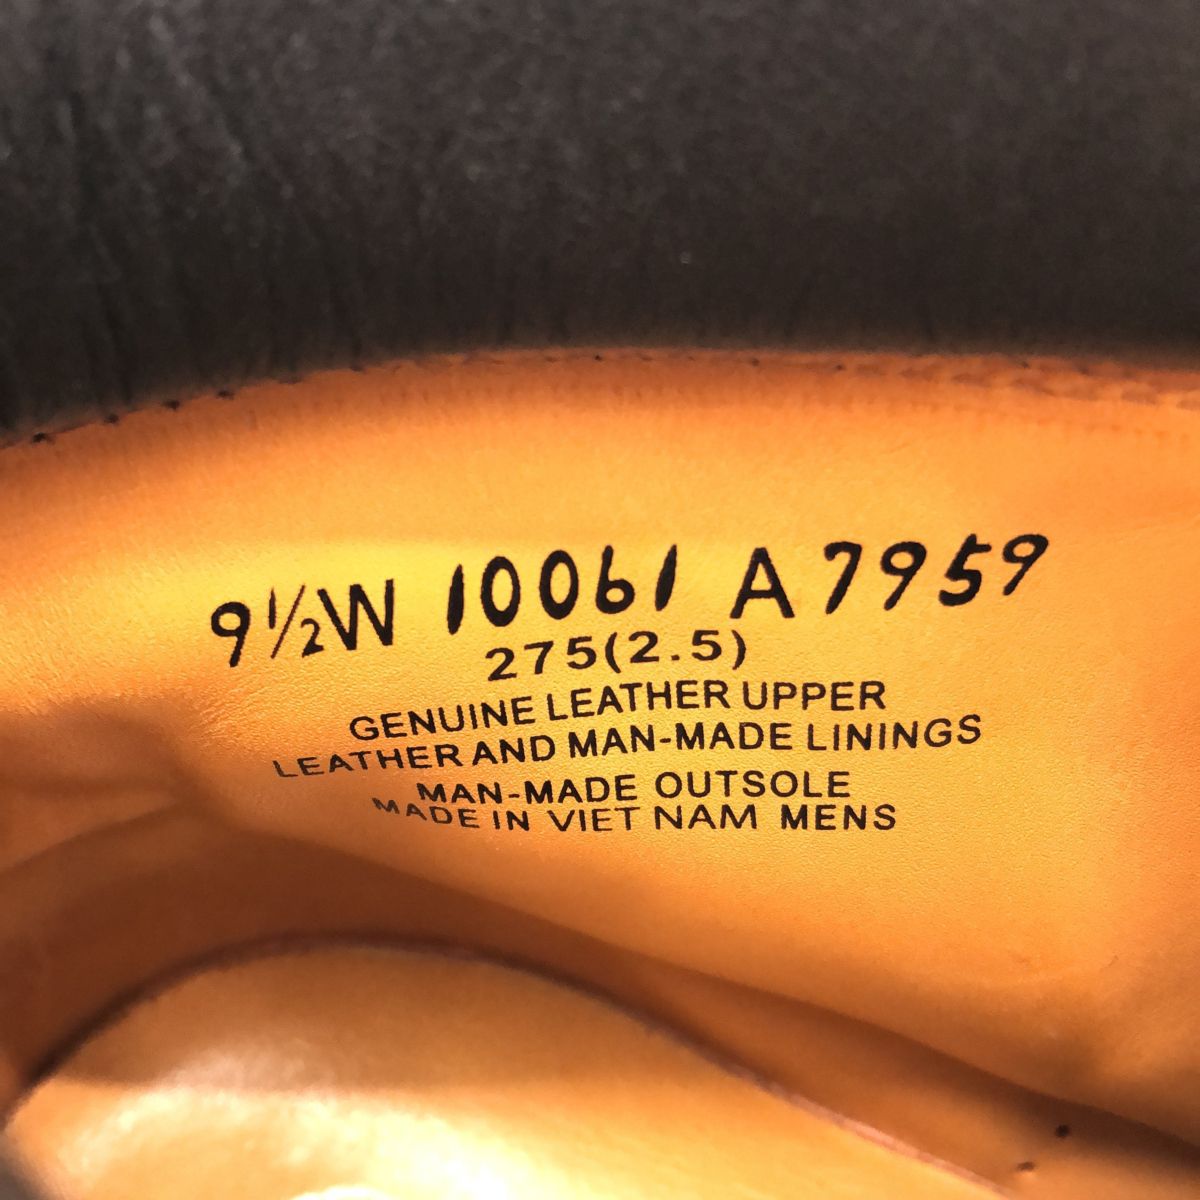 9½W 10061 A7959
275(2.5)
GENUINE LEATHER UPPER
LEATHER AND MAN-MADE LININGS
MAN-MADE OUTSOLE
MADE IN VIET NAM MENS